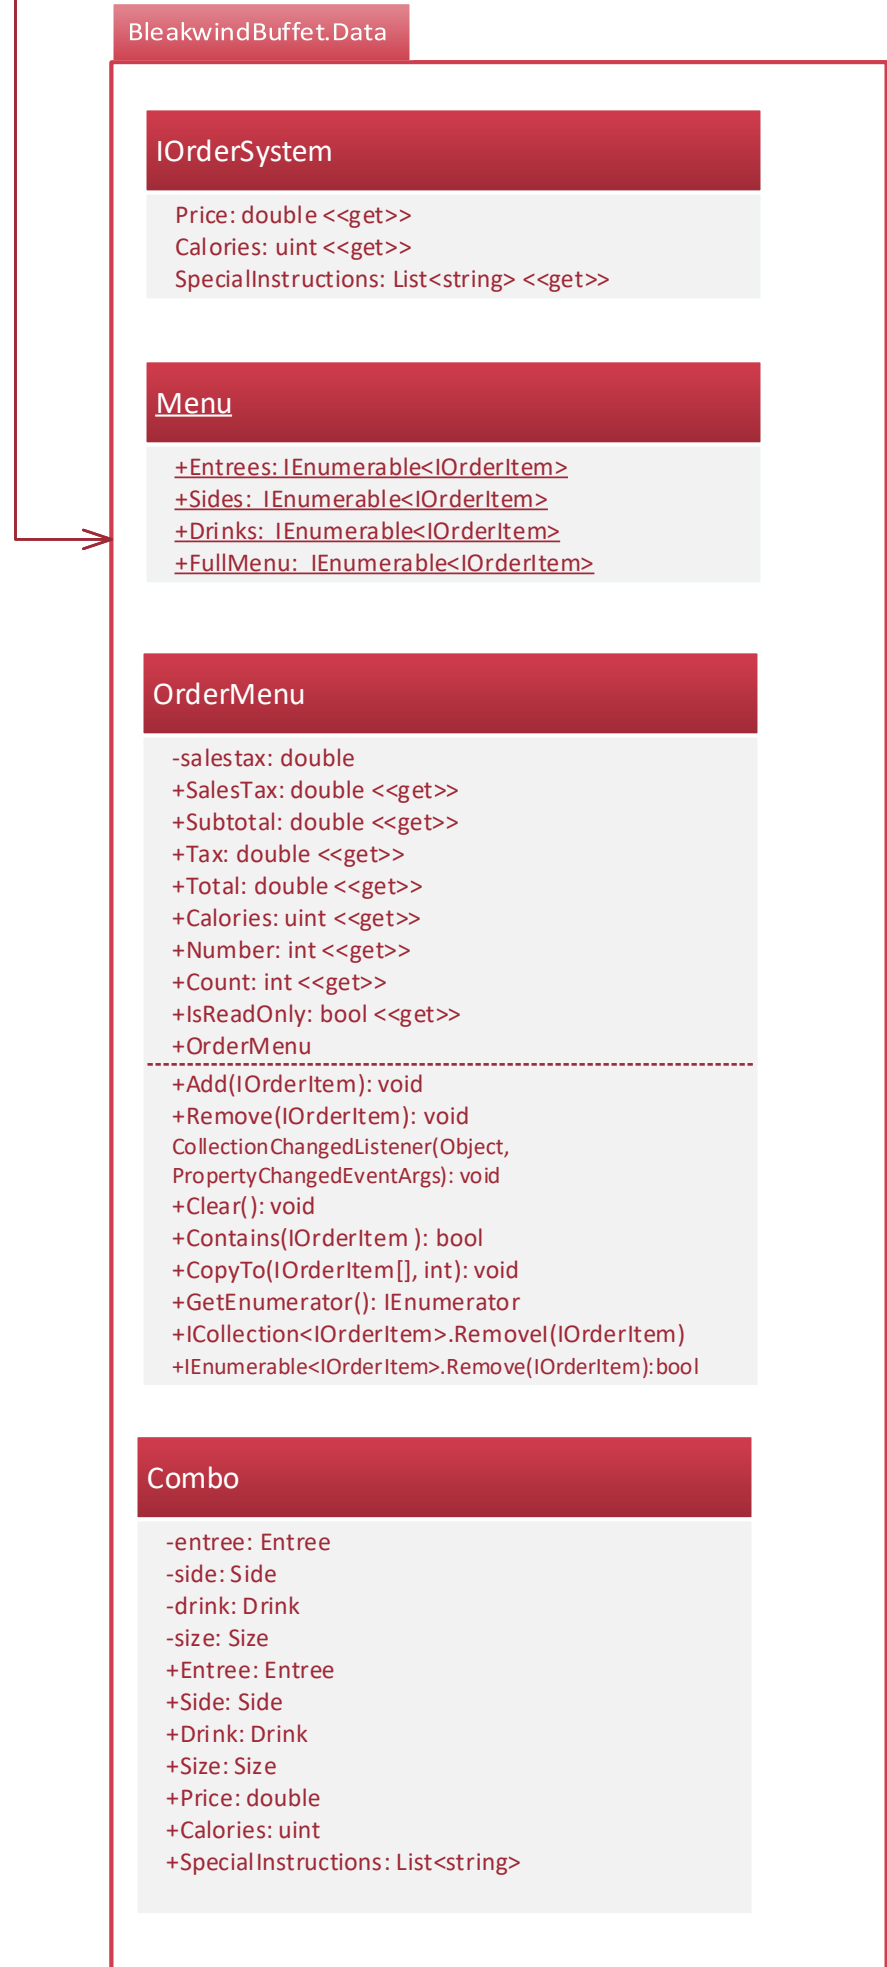 BleakwindBuffet.Data
IOrderSystem
Price: double <<get>>
Calories: uint <<get>>
SpecialInstructions: List<string> <<get>>
Menu
+Entrees: IEnumerable<IOrderItem>
+Sides:  IEnumerable<IOrderItem>
+Drinks:  IEnumerable<IOrderItem>
+FullMenu:  IEnumerable<IOrderItem>
OrderMenu
-salestax: double
+SalesTax: double <<get>>
+Subtotal: double <<get>>
+Tax: double <<get>>
+Total: double <<get>>
+Calories: uint <<get>>
+Number: int <<get>>
+Count: int <<get>>
+IsReadOnly: bool <<get>>
+OrderMenu
+Add(IOrderItem): void
+Remove(IOrderItem): void
CollectionChangedListener(Object,
PropertyChangedEventArgs): void
+Clear(): void
+Contains(IOrderItem ): bool
+CopyTo(IOrderItem[], int): void
+GetEnumerator(): IEnumerator
+ICollection<IOrderItem>.RemoveI(IOrderItem)
+IEnumerable<IOrderItem>.Remove(IOrderItem):bool
Combo
-entree: Entree
-side: Side
-drink: Drink
-size: Size
+Entree: Entree
+Side: Side
+Drink: Drink
+Size: Size
+Price: double
+Calories: uint
+SpecialInstructions: List<string>